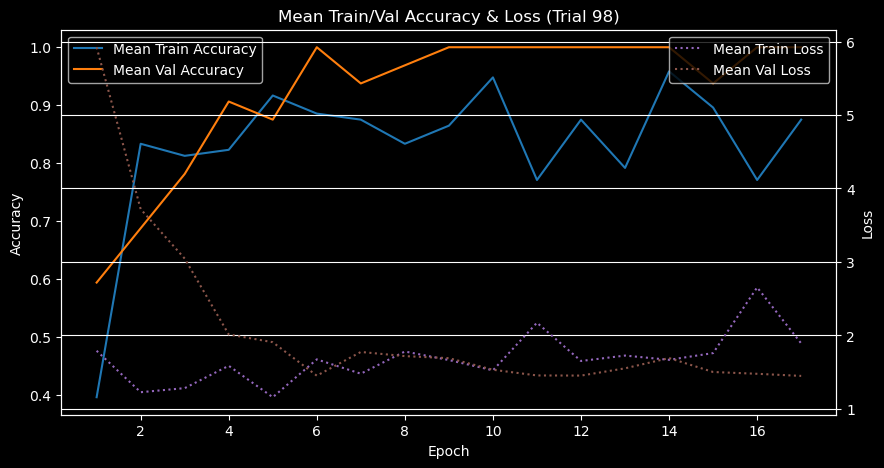 Mean Train/Val Accuracy & Loss (Trial 98)
Mean Train Accuracy
Mean Val Accuracy
Mean Train Loss
Mean Val Loss
1.0
0.9
0.8
0.7
0.6
0.5
0.4
Accuracy
6
5
4
3
2
1
Loss
2 4 6 8 10 12 14 16
Epoch